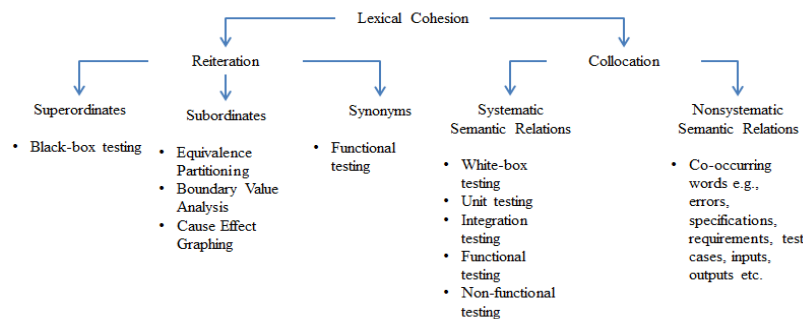 Lexical Cohesion
Reiteration
Collocation
Superordinates
• Black-box testing
Subordinates
• Equivalence
Partitioning
• Boundary Value
Analysis
• Cause Effect
Graphing
Synonyms
• Functional
testing
Systematic
Semantic Relations
• White-box
testing
• Unit testing
• Integration
testing
• Functional
testing
• Non-functional
testing
Nonsystematic
Semantic Relations
• Co-occurring
words e.g.,
errors,
specifications,
requirements, test
cases, inputs,
outputs etc.